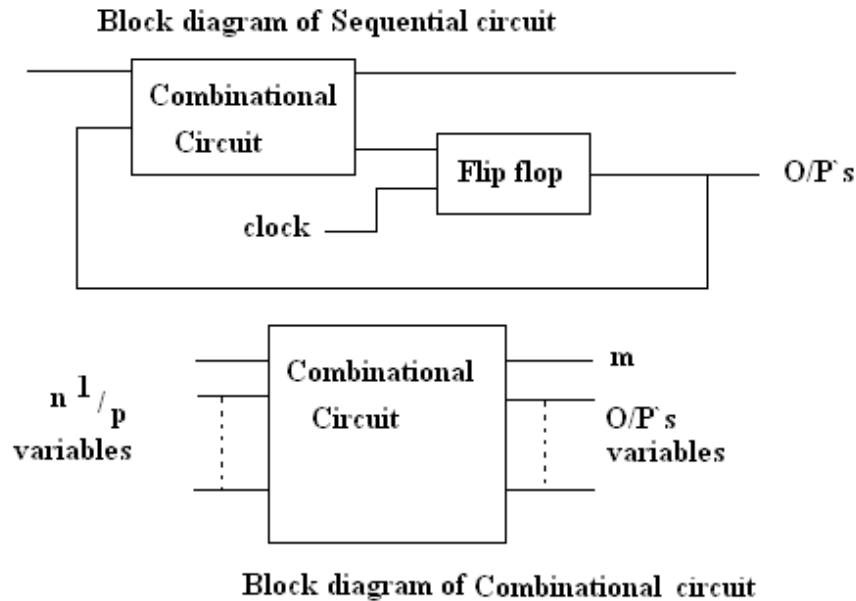 Block diagram of Sequential circuit
Combinational
Circuit
Flip flop
O/P`s
clock
Combinational
Circuit
m
n 1/p
variables
O/P`s
variables
Block diagram of Combinational circuit